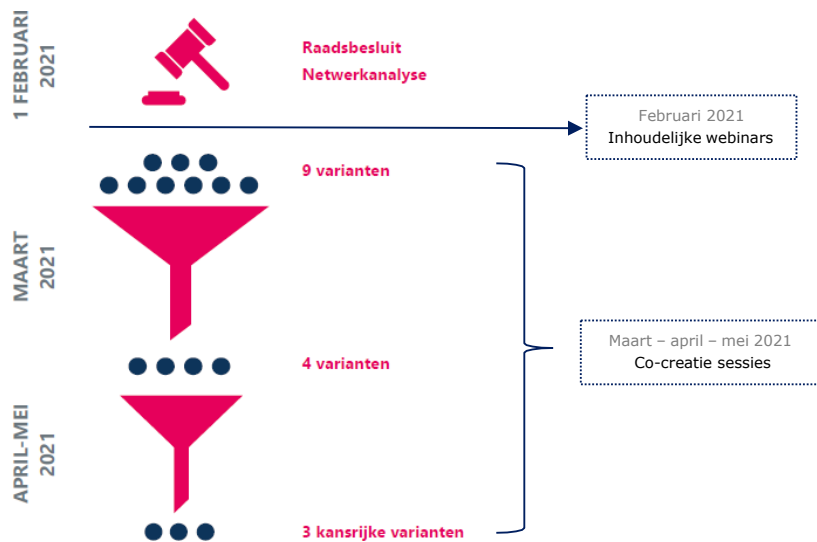 1 FEBRUARI
2021
Raadsbesluit
Netwerkanalyse
Februari 2021
Inhoudelijke webinars
9 varianten
MAART
2021
4 varianten
Maart – april – mei 2021
Co-creatie sessies
APRIL-MEI
2021
3 kansrijke varianten